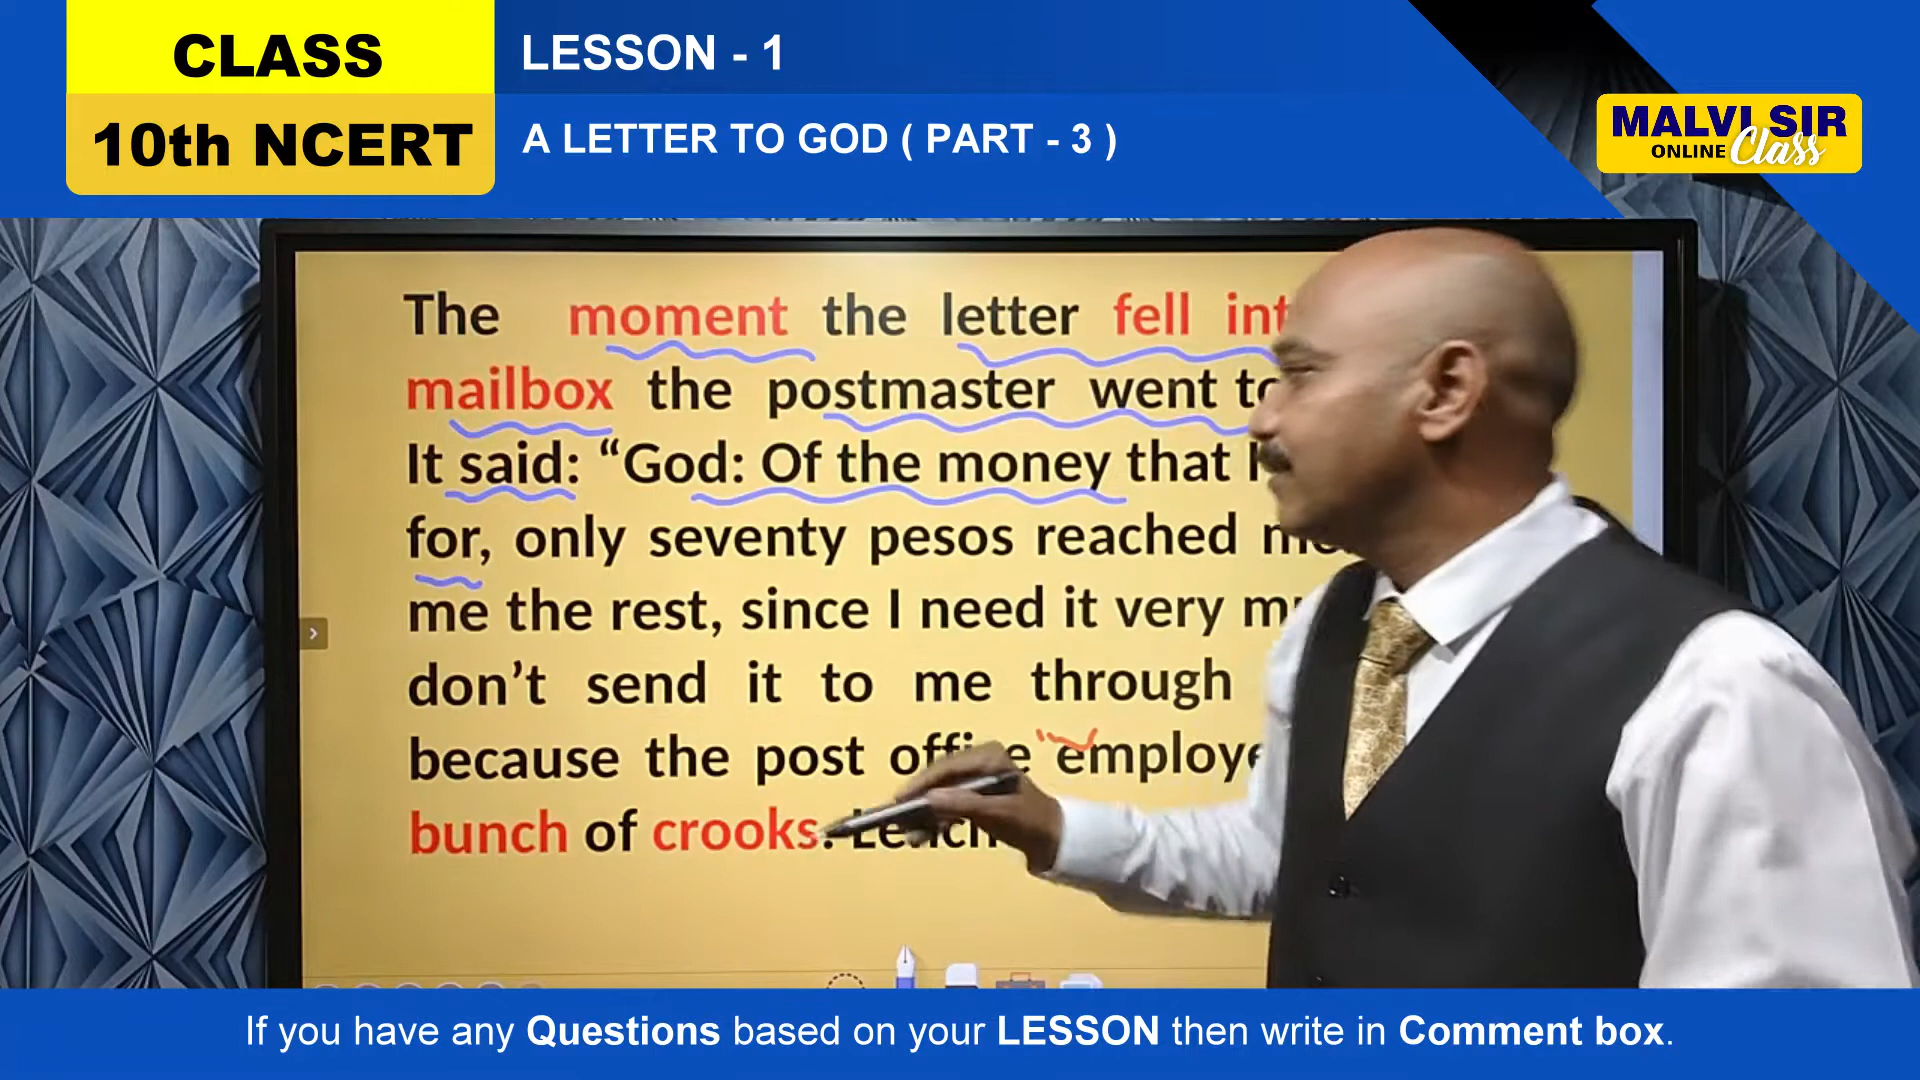 CLASS
10th NCERT
LESSON - 1
A LETTER TO GOD ( PART - 3 )
MALVI SIR
ONLINE Class
The moment the letter fell
mailbox the postmaster went
It said: “God: Of the money that
for, only seventy pesos reached
me the rest, since I need it very
don’t send it to me through
because the post office
bunch of crooks.
If you have any Questions based on your LESSON then write in Comment box.